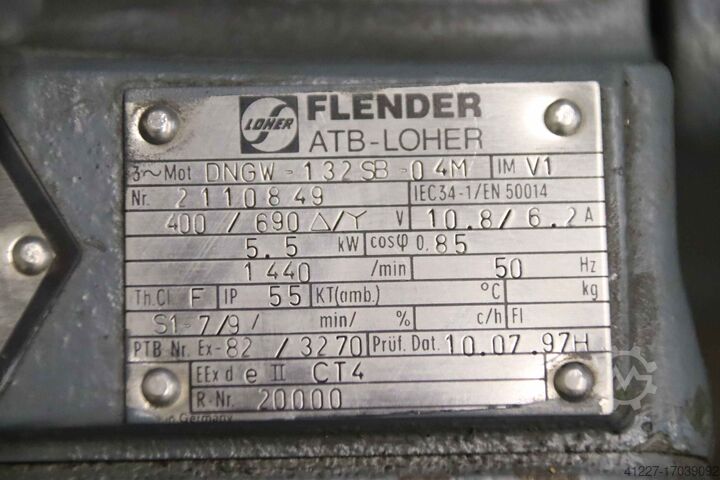 LOHER
FLENDER
ATB-LOHER
3~Mot DNGW-132SB-04M IM V1
Nr. 2110849 IEC34-1/EN 50014
400/690 △/Y V 10.8/6.2 A
5.5 kW cosφ 0.85
1440 /min 50 Hz
Th.Cl F IP 55 KT(amb.) °C kg
S1-7/9/ min/ % c/h FI
PTB Nr. Ex-82 /3270 Prüf. Dat. 10.07.97H
EEx d e II CT4
R-Nr. 20000
in Germany
41227-17039092